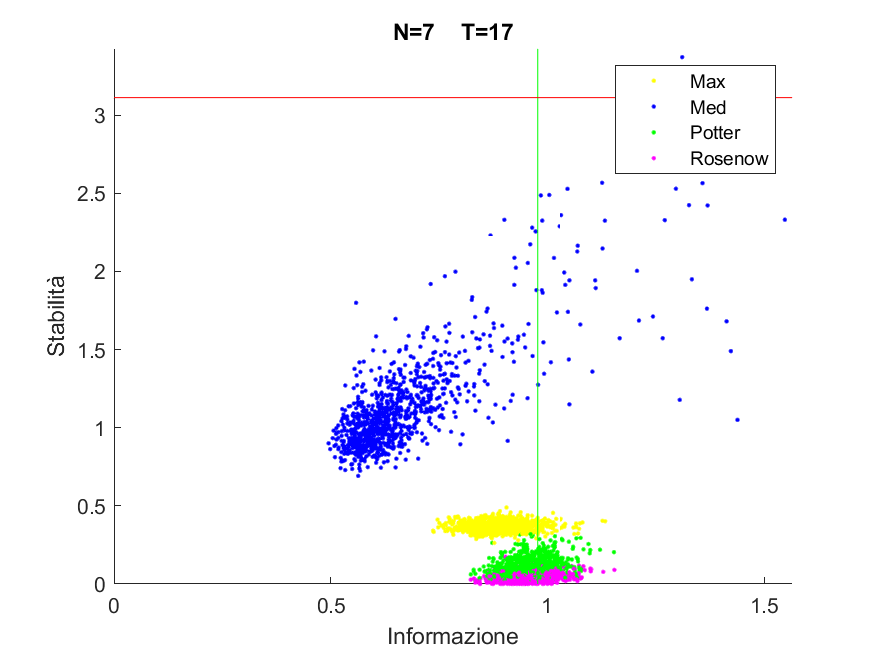 N=7 T=17
Max
Med
Potter
Rosenow
Stabilità
3
2.5
2
1.5
1
0.5
0
0 0.5 1 1.5
Informazione